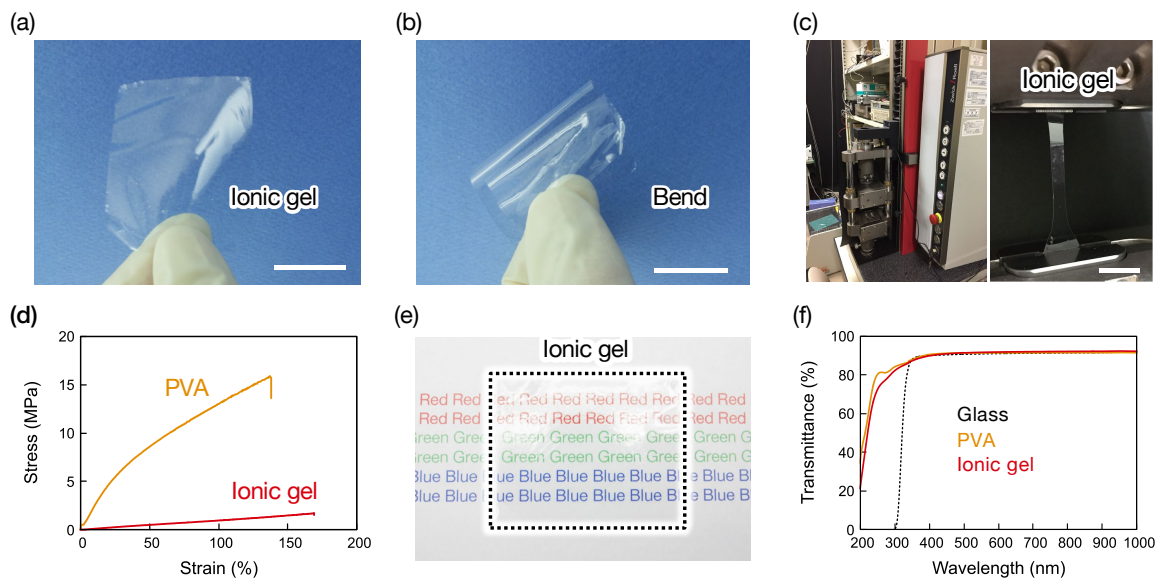 (a)
Ionic gel
(b)
Bend
(c)
Ionic gel
(d)
20
15
10
5
0
Stress (MPa)
PVA
Ionic gel
0 50 100 150 200
Strain (%)
(e)
Ionic gel
Red Red Red Red Red Red Red Red Red
Red Red Red Red Red Red Red Red Red
Green Green Green Green Green Green Green G
Green Green Green Green Green Green Green G
Blue Blue Blue Blue Blue Blue Blue Blue B
Blue Blue Blue Blue Blue Blue Blue Blue B
(f)
100
80
60
40
20
0
Transmittance (%)
Glass
PVA
Ionic gel
200 300 400 500 600 700 800 900 1000
Wavelength (nm)